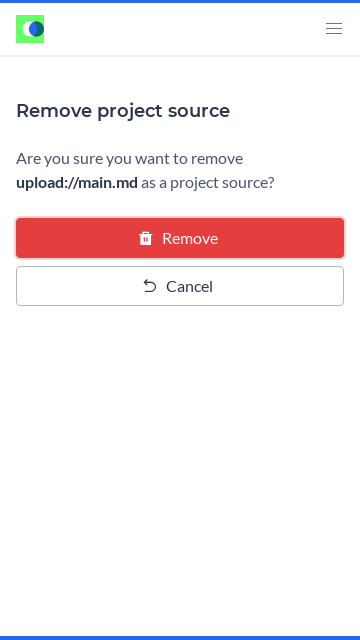 Remove project source
Are you sure you want to remove
upload://main.md as a project source?
Remove
Cancel